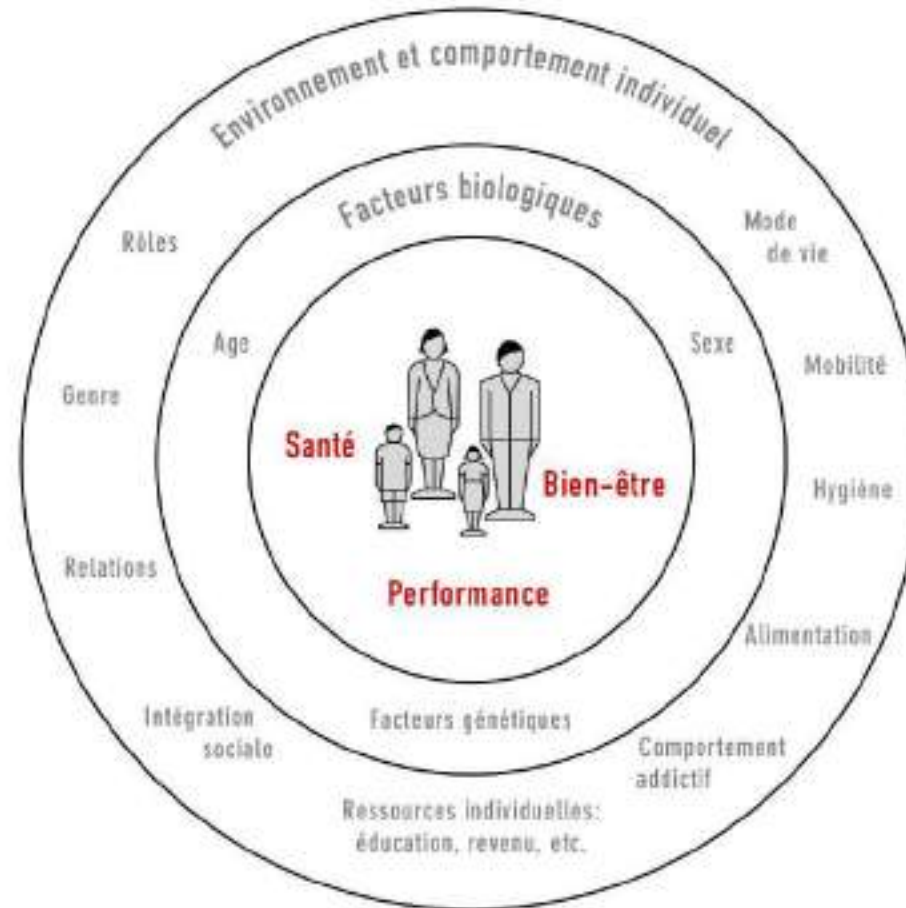 Environnement et comportement individuel
Facteurs biologiques
Rôles
Mode
de vie
Age
Sexe
Mobilité
Genre
Santé
Bien-être
Hygiène
Relations
Performance
Alimentation
Intégration
sociale
Facteurs génétiques
Comportement
addictif
Ressources individuelles:
éducation, revenu, etc.